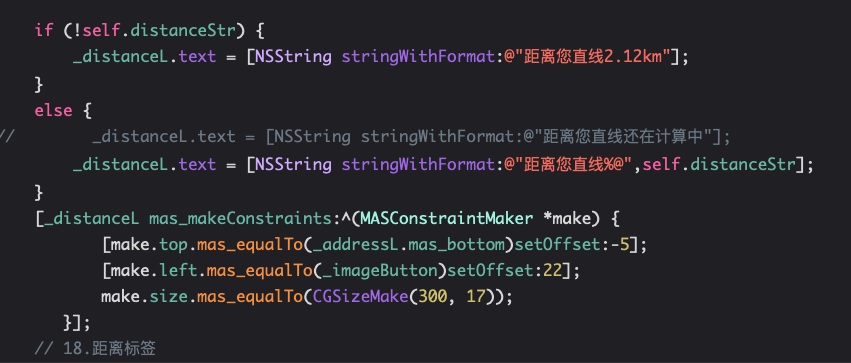 if (!self.distanceStr) {
_distanceL.text = [NSString stringWithFormat:@"距离您直线2.12km"];
}
else {
//        _distanceL.text = [NSString stringWithFormat:@"距离您直线还在计算中"];
_distanceL.text = [NSString stringWithFormat:@"距离您直线%@",self.distanceStr];
}
[_distanceL mas_makeConstraints:^(MASConstraintMaker *make) {
[make.top.mas_equalTo(_addressL.mas_bottom)setOffset:-5];
[make.left.mas_equalTo(_imageButton)setOffset:22];
make.size.mas_equalTo(CGSizeMake(300, 17));
}];
// 18.距离标签